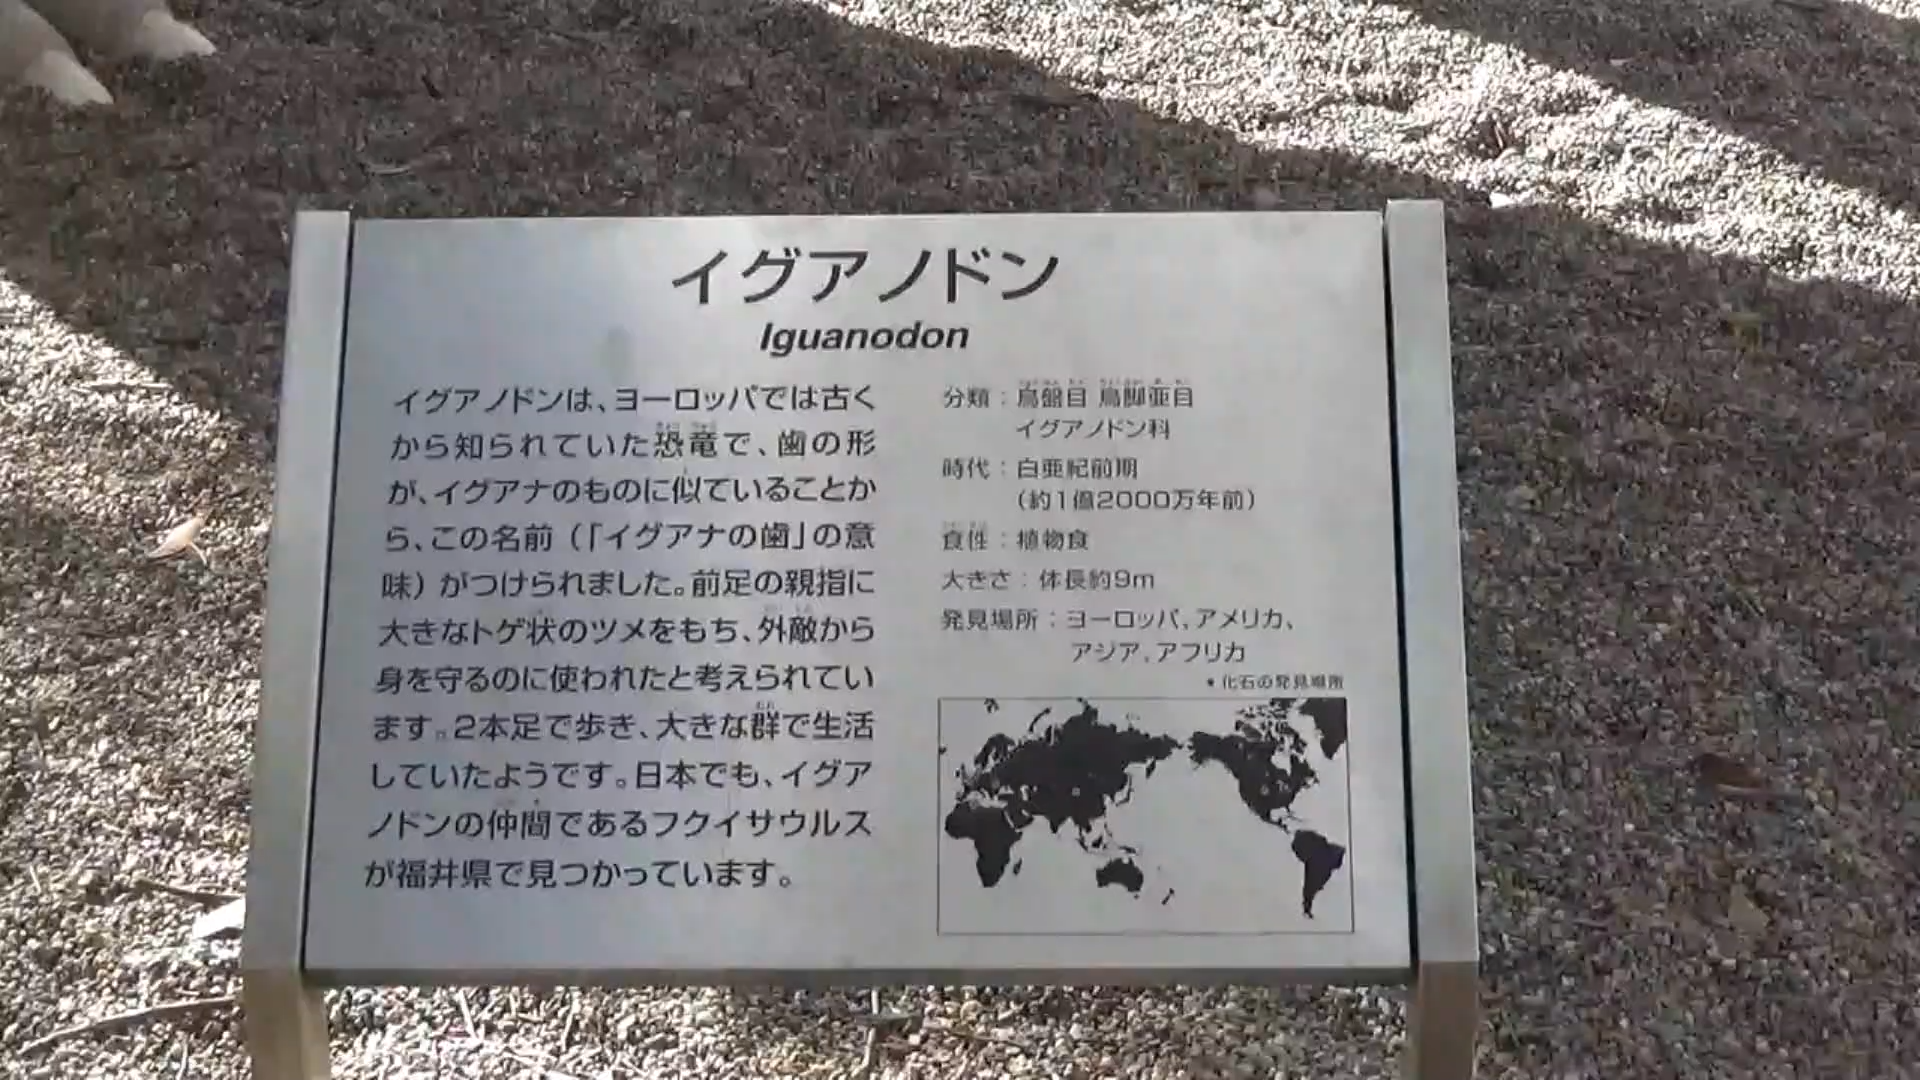 イグアノドン
Iguanodon
イグアノドンは、ヨーロッパでは古く
から知られていた恐竜で、歯の形
が、イグアナのものに似ていることか
ら、この名前（「イグアナの歯」の意
味）がつけられました。前足の親指に
大きなトゲ状のツメをもち、外敵から
身を守るのに使われたと考えられてい
ます。2本足で歩き、大きな群で生活
していたようです。日本でも、イグア
ノドンの仲間であるフクイサウルス
が福井県で見つかっています。
分類：鳥盤目 鳥脚亜目
イグアノドン科
時代：白亜紀前期
（約1億2000万年前）
食性：植物食
大きさ：体長約9m
発見場所：ヨーロッパ、アメリカ、
アジア、アフリカ
● 化石の発見場所